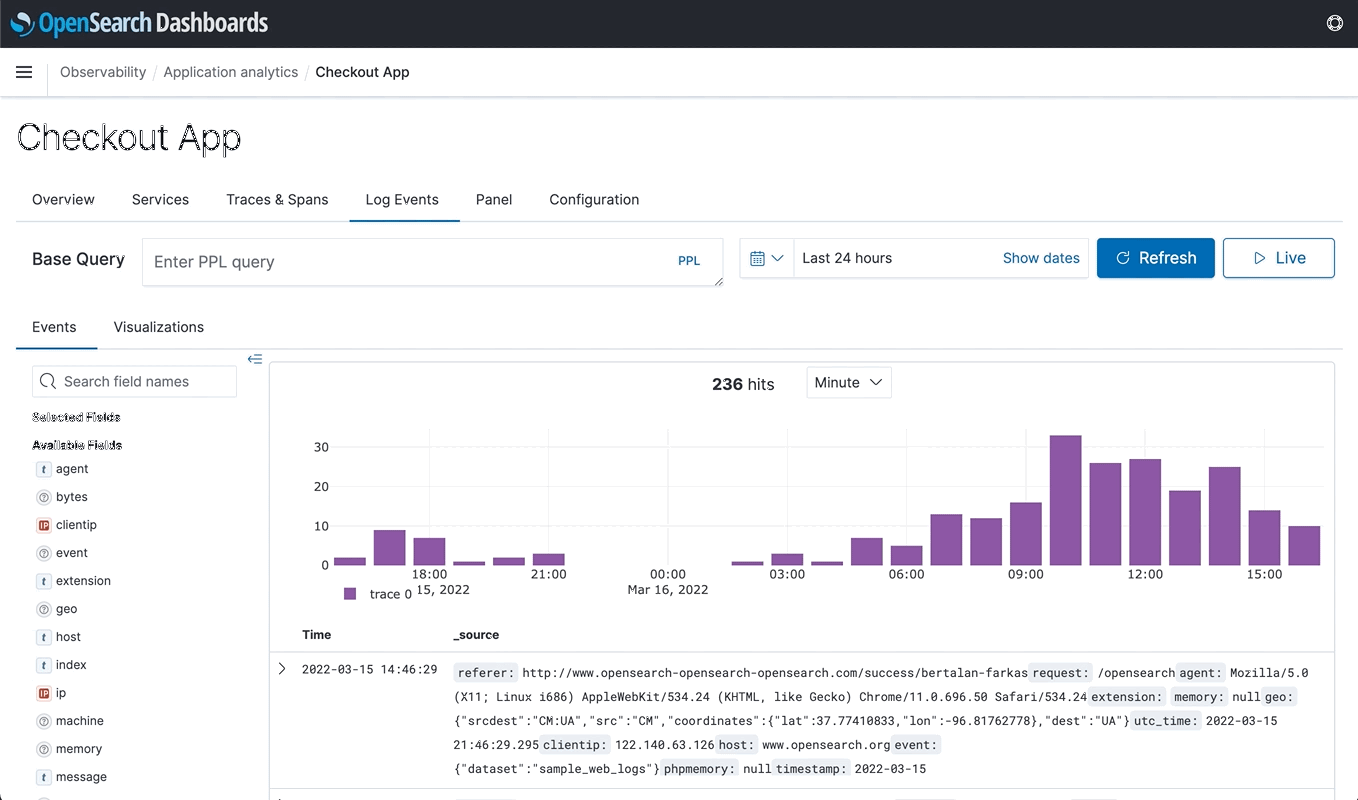 OpenSearch Dashboards
Observability / Application analytics / Checkout App
Checkout App
Overview Services Traces & Spans Log Events Panel Configuration
Base Query Enter PPL query PPL Last 24 hours Show dates Refresh Live
Events Visualizations
Search field names
236 hits Minute
Selected Fields
Available Fields
t agent
bytes
IP clientip
event
t extension
geo
t host
t index
IP ip
machine
memory
t message
30
20
10
0
18:00 21:00 00:00 03:00 06:00 09:00 12:00 15:00
15, 2022 Mar 16, 2022
trace 0
Time _source
2022-03-15 14:46:29 referer: http://www.opensearch-opensearch-opensearch.com/success/bertalan-farkas request: /opensearch agent: Mozilla/5.0
(X11; Linux i686) AppleWebKit/534.24 (KHTML, like Gecko) Chrome/11.0.696.50 Safari/534.24 extension: memory: null geo:
{"srcdest":"CM:UA","src":"CM","coordinates":{"lat":37.77410833,"lon":-96.81762778},"dest":"UA"} utc_time: 2022-03-15
21:46:29.295 clientip: 122.140.63.126 host: www.opensearch.org event:
{"dataset":"sample_web_logs"} phpmemory: null timestamp: 2022-03-15